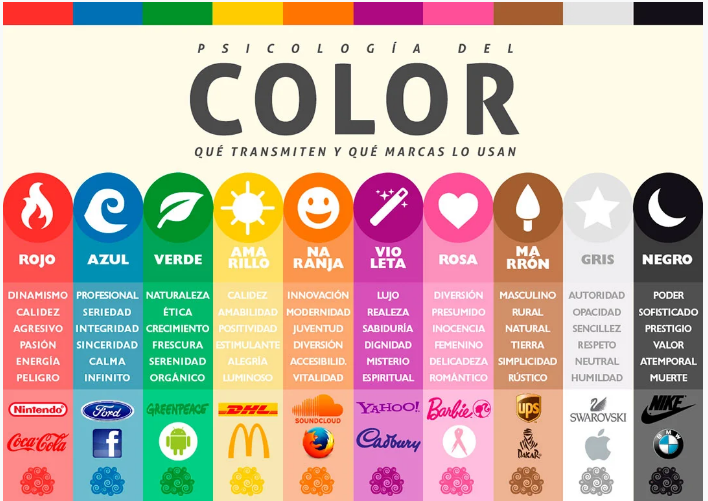 PSICOLOGÍA DEL
COLOR
QUÉ TRANSMITEN Y QUÉ MARCAS LO USAN
ROJO
DINAMISMO
CALIDEZ
AGRESIVO
PASIÓN
ENERGÍA
PELIGRO
Nintendo
Coca-Cola
AZUL
PROFESIONAL
SERIEDAD
INTEGRIDAD
SINCERIDAD
CALMA
INFINITO
Ford
f
VERDE
NATURALEZA
ÉTICA
CRECIMIENTO
FRESCURA
SERENIDAD
ORGÁNICO
GREENPEACE
AMA
RILLO
CALIDEZ
AMABILIDAD
POSITIVIDAD
ESTIMULANTE
ALEGRÍA
LUMINOSO
DHL
NA
RANJA
INNOVACIÓN
MODERNIDAD
JUVENTUD
DIVERSIÓN
ACCESIBILID.
VITALIDAD
SOUNDCLOUD
VIO
LETA
LUJO
REALEZA
SABIDURÍA
DIGNIDAD
MISTERIO
ESPIRITUAL
YAHOO!
Cadbury
ROSA
DIVERSIÓN
PRESUMIDO
INOCENCIA
FEMENINO
DELICADEZA
ROMÁNTICO
Barbie
MA
RRÓN
MASCULINO
RURAL
NATURAL
TIERRA
SIMPLICIDAD
RÚSTICO
ups
DAKAR
GRIS
AUTORIDAD
OPACIDAD
SENCILLEZ
RESPETO
NEUTRAL
HUMILDAD
SWAROVSKI
NEGRO
PODER
SOFISTICADO
PRESTIGIO
VALOR
ATEMPORAL
MUERTE
NIKE
BMW